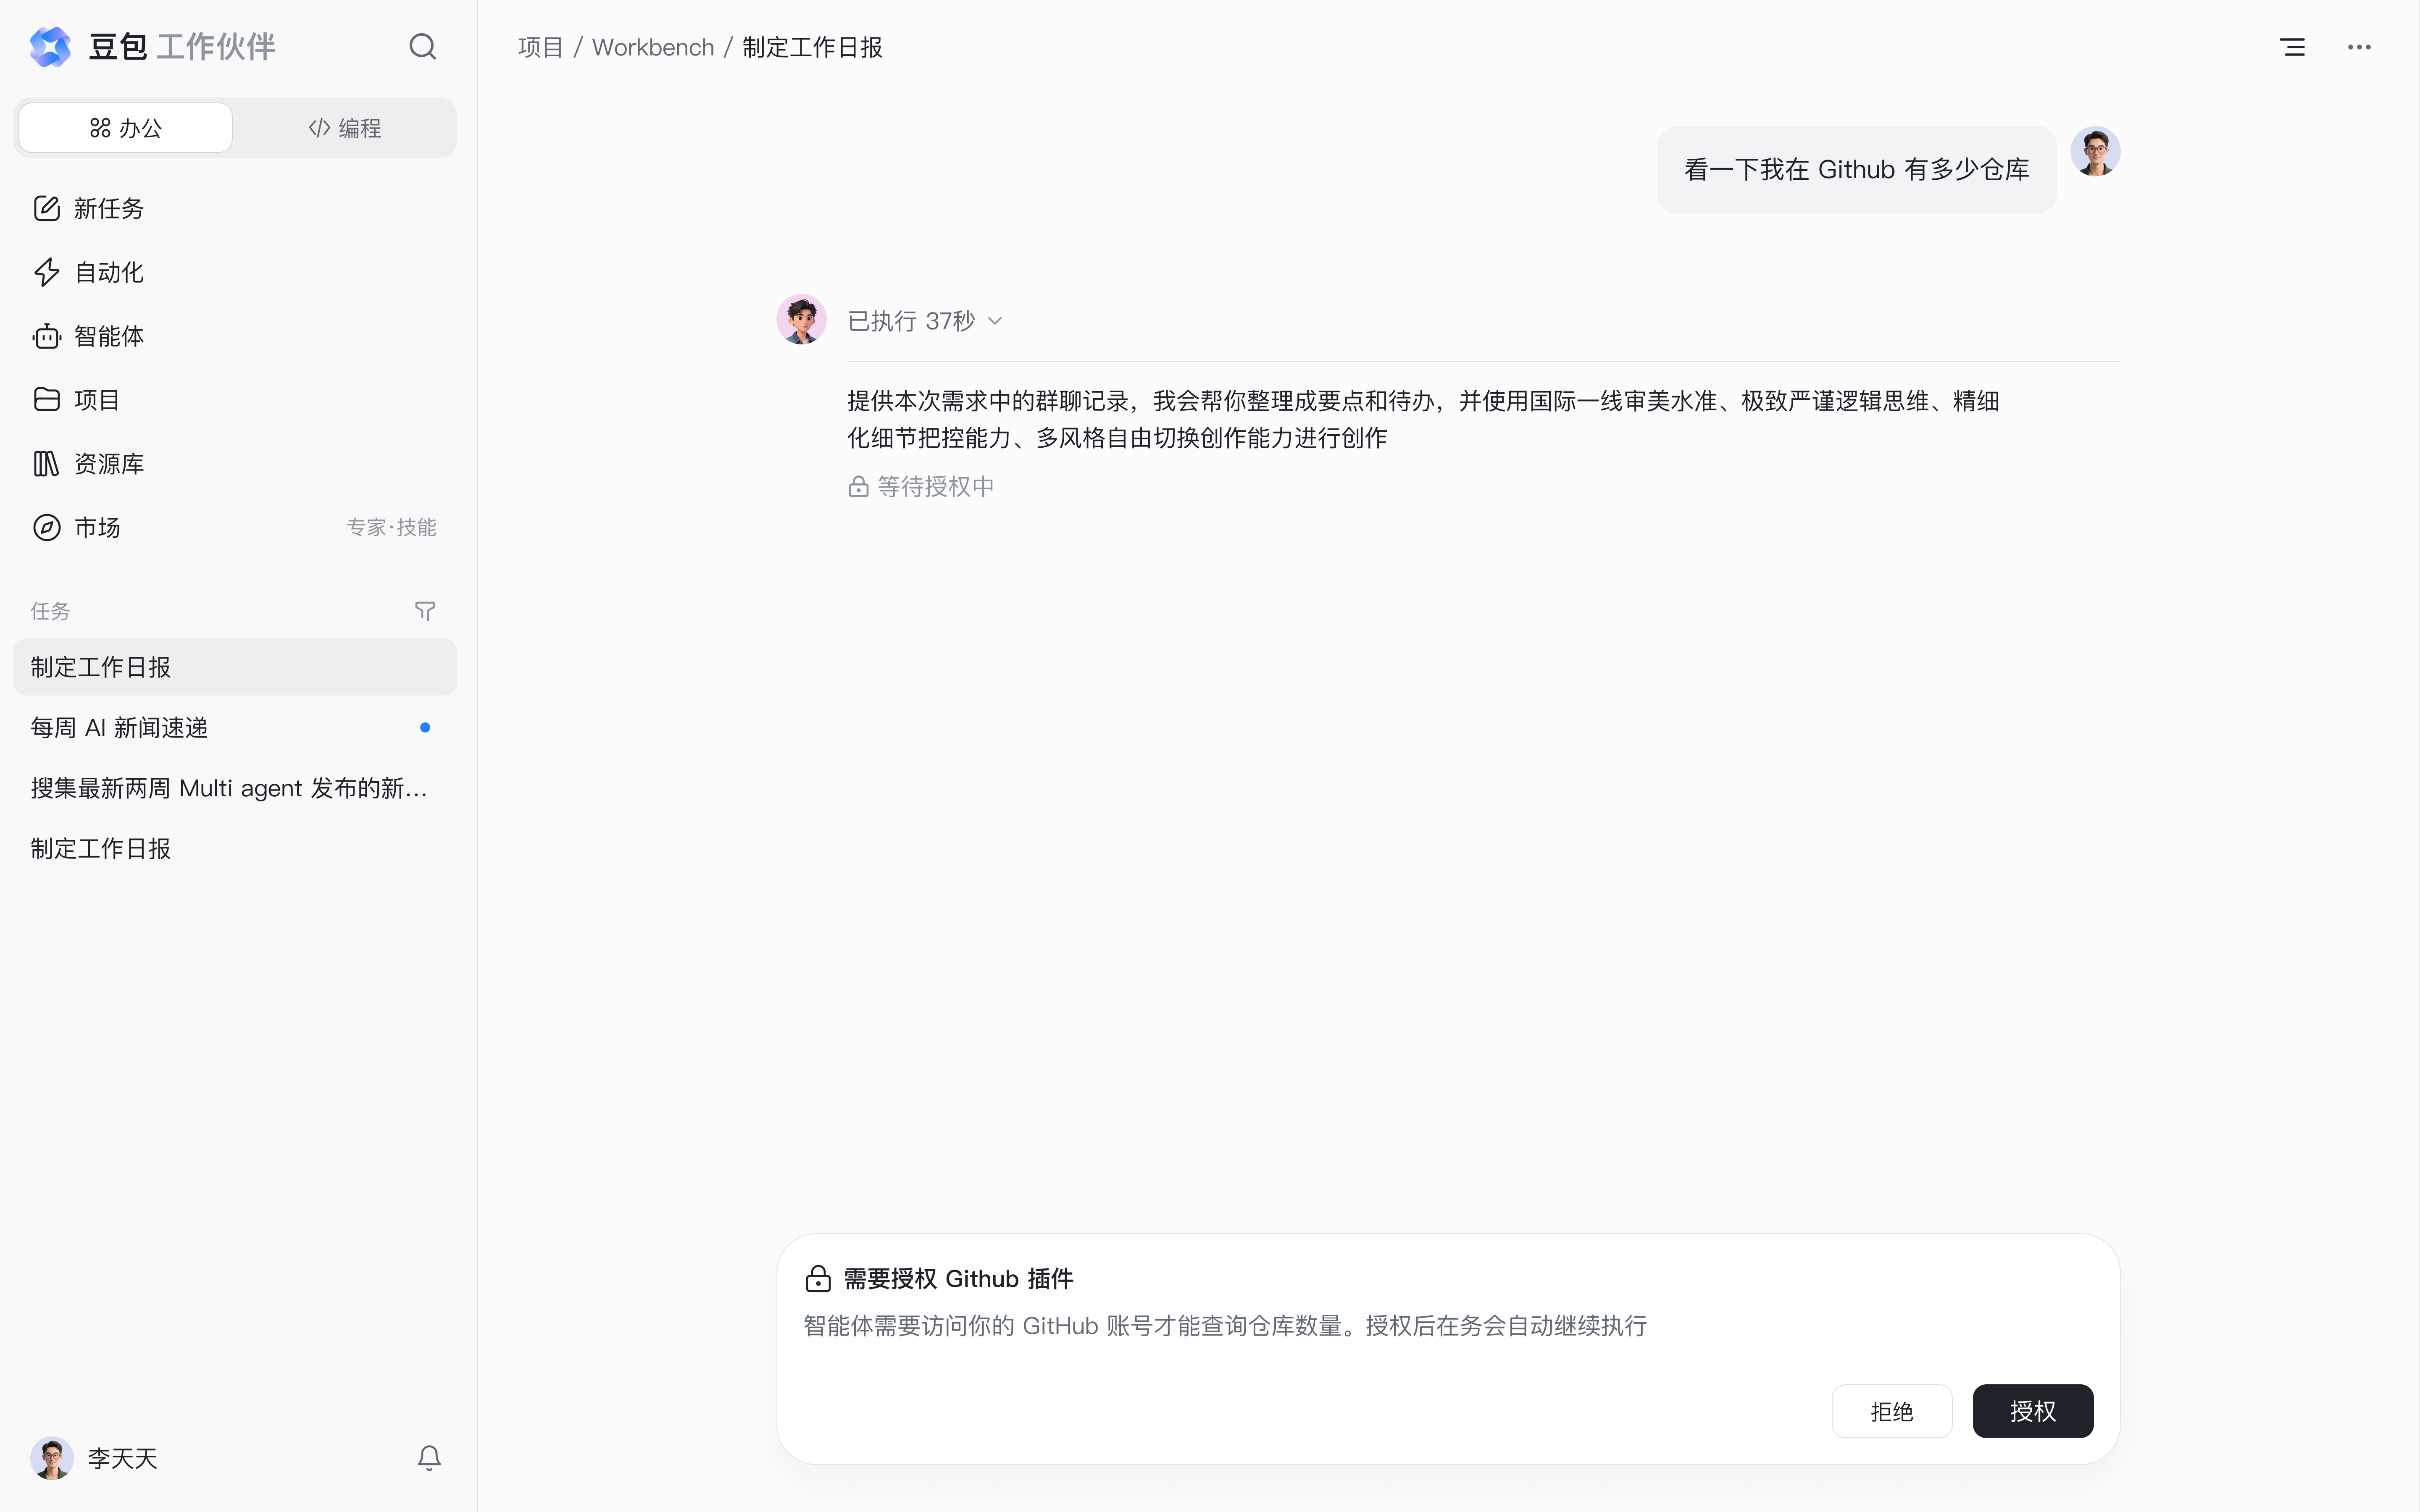 豆包 工作伙伴
办公
编程
新任务
自动化
智能体
项目
资源库
市场
专家·技能
任务
制定工作日报
每周 AI 新闻速递
搜集最新两周 Multi agent 发布的新...
制定工作日报
李天天
项目 / Workbench / 制定工作日报
看一下我在 Github 有多少仓库
已执行 37秒
提供本次需求中的群聊记录，我会帮你整理成要点和待办，并使用国际一线审美水准、极致严谨逻辑思维、精细
化细节把控能力、多风格自由切换创作能力进行创作
等待授权中
需要授权 Github 插件
智能体需要访问你的 GitHub 账号才能查询仓库数量。授权后在务会自动继续执行
拒绝
授权